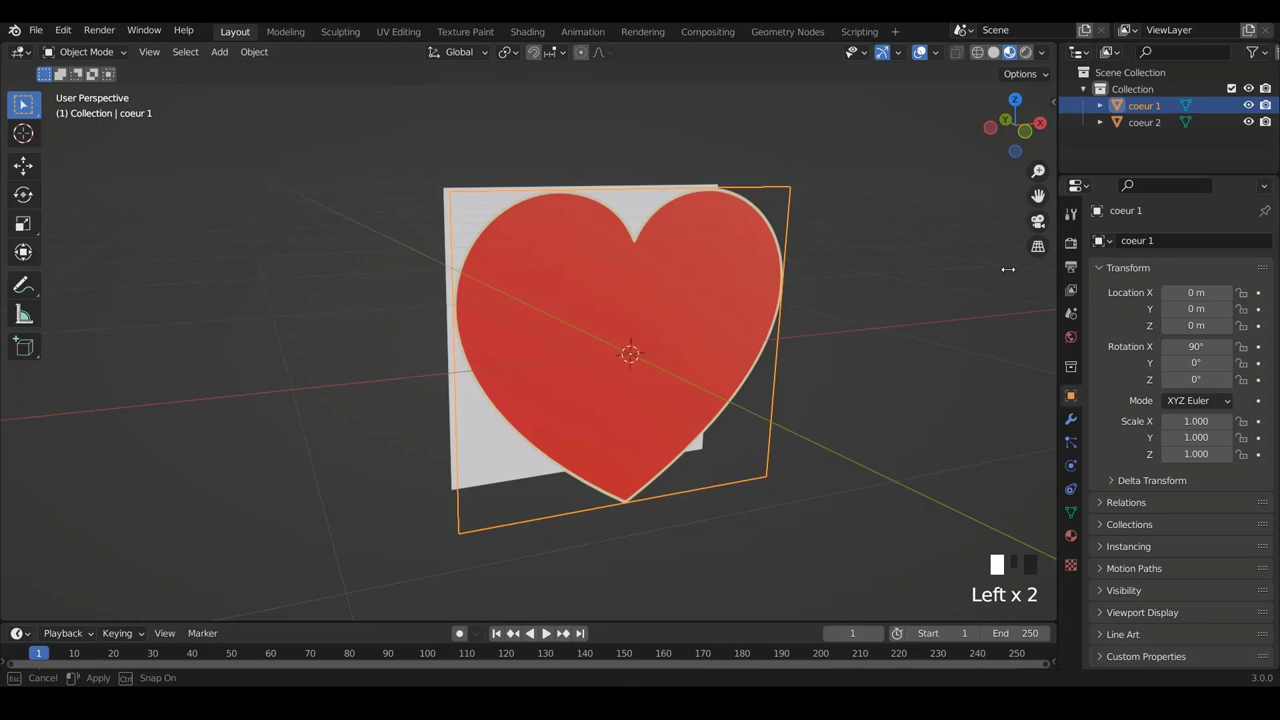 File Edit Render Window Help Layout Modeling Sculpting UV Editing Texture Paint Shading Animation Rendering Compositing Geometry Nodes Scripting + Scene ViewLayer
Object Mode View Select Add Object Global
Options
User Perspective
(1) Collection | coeur 1
Z
Y
X
Scene Collection
Collection
coeur 1
coeur 2
coeur 1
coeur 1
Transform
Location X 0 m
Y 0 m
Z 0 m
Rotation X 90°
Y 0°
Z 0°
Mode XYZ Euler
Scale X 1.000
Y 1.000
Z 1.000
Delta Transform
Relations
Collections
Instancing
Motion Paths
Visibility
Viewport Display
Line Art
Custom Properties
Left x 2
Playback Keying View Marker 1 Start 1 End 250
1 10 20 30 40 50 60 70 80 90 100 110 120 130 140 150 160 170 180 190 200 210 220 230 240 250
Esc Cancel Apply Ctrl Snap On 3.0.0